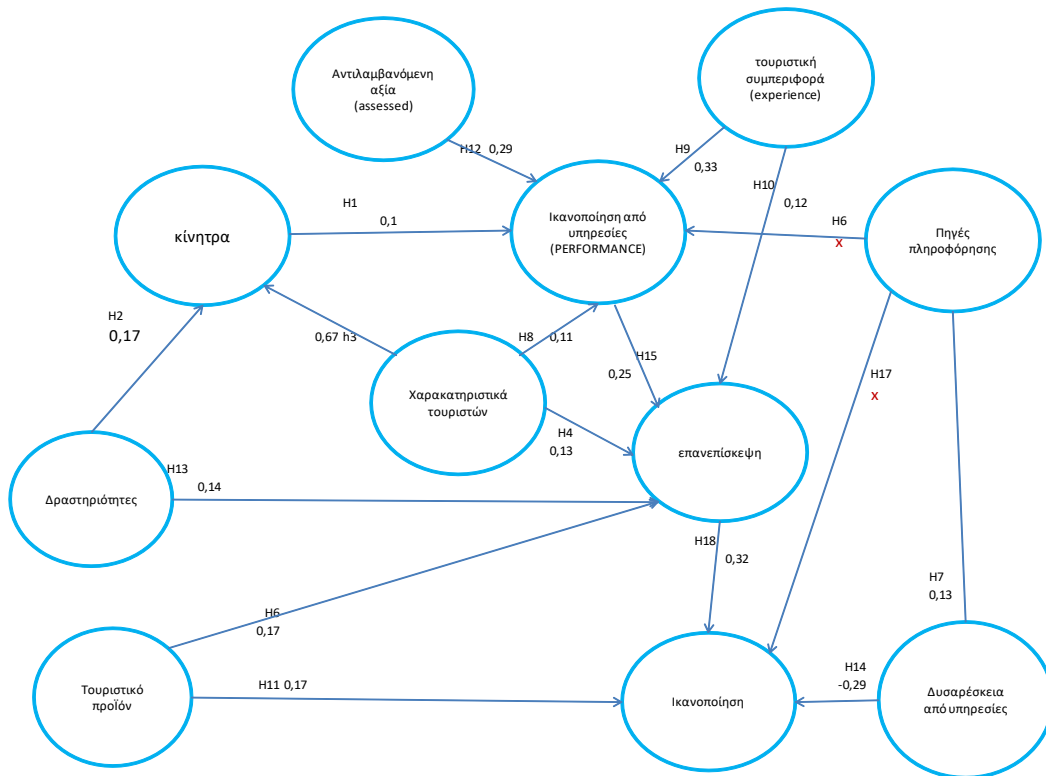 Αντιλαμβανόμενη
αξία
(assessed)
τουριστική
συμπεριφορά
(experience)
H12 0,29
H9
0,33
H10
0,12
H1
0,1
Ικανοποίηση από
υπηρεσίες
(PERFORMANCE)
H6
x
Πηγές
πληροφόρησης
κίνητρα
H2
0,17
0,67 h3
H8
0,11
H15
0,25
H17
x
Χαρακατηριστικά
τουριστών
H4
0,13
επανεπίσκεψη
H13
0,14
Δραστηριότητες
H18
0,32
H7
0,13
H6
0,17
H11 0,17
H14
-0,29
Τουριστικό
προϊόν
Ικανοποίηση
Δυσαρέσκεια
από υπηρεσίες